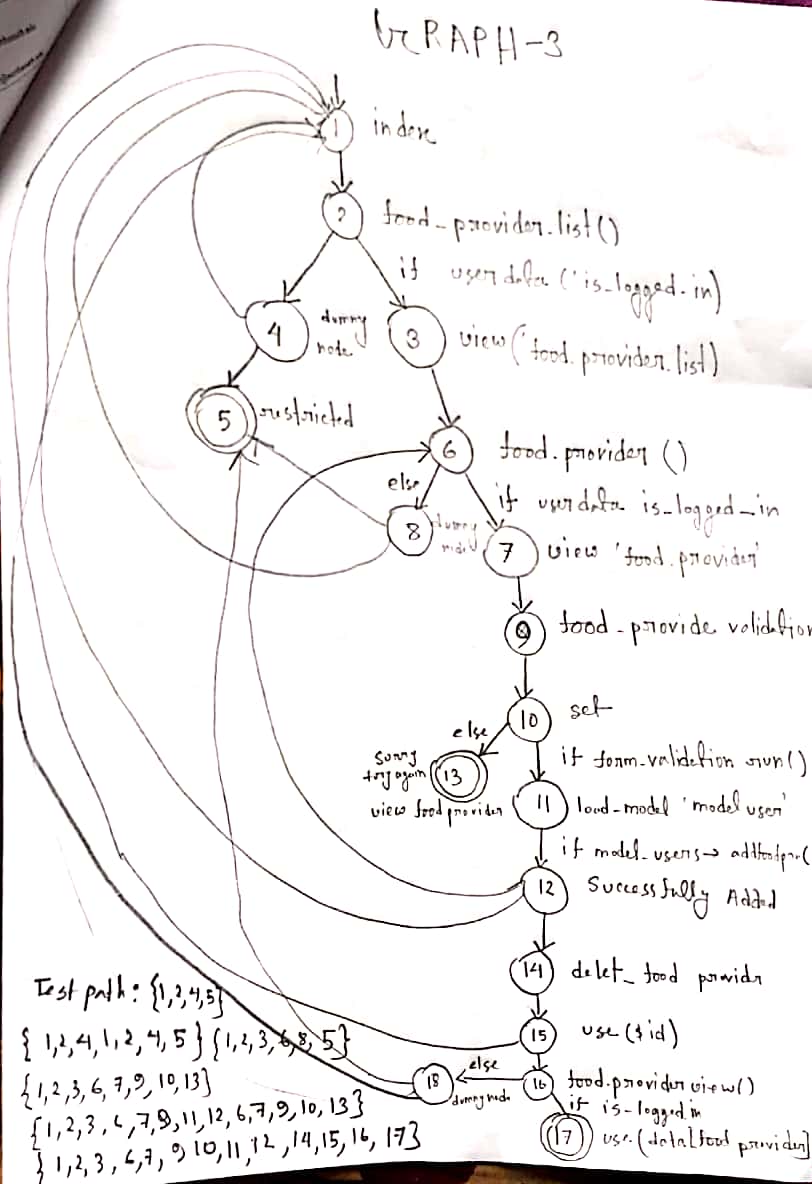 GRAPH-3
1 index
2 food_provider.list()
if userdata ('is_logged_in)
4 dummy node
3 view('food.provider.list)
5 restricted
6 food.provider ()
else
if userdata is_logged_in
8 dummy node
7 view 'food.provider'
9 food_provide validation
10 set
else
if form_validation run()
sorry try again
13
view food provider
11 load_model 'model user'
if model_users→ addfoodpro(
12 Successfully Added
14 delet_ food providr
Test path: {1,2,4,5}
15 use($id)
{ 1,2,4,1,2,4,5 } {1,2,3,6,8,5}
else
18 dummy node
16 food.provider view()
{1,2,3,6,7,9,10,13}
if is-logged in
{1,2,3,6,7,9,11,12,6,7,9,10,13}
17 use(data[food provider]
} 1,2,3,6,7,9 10,11,12,14,15,16,17}